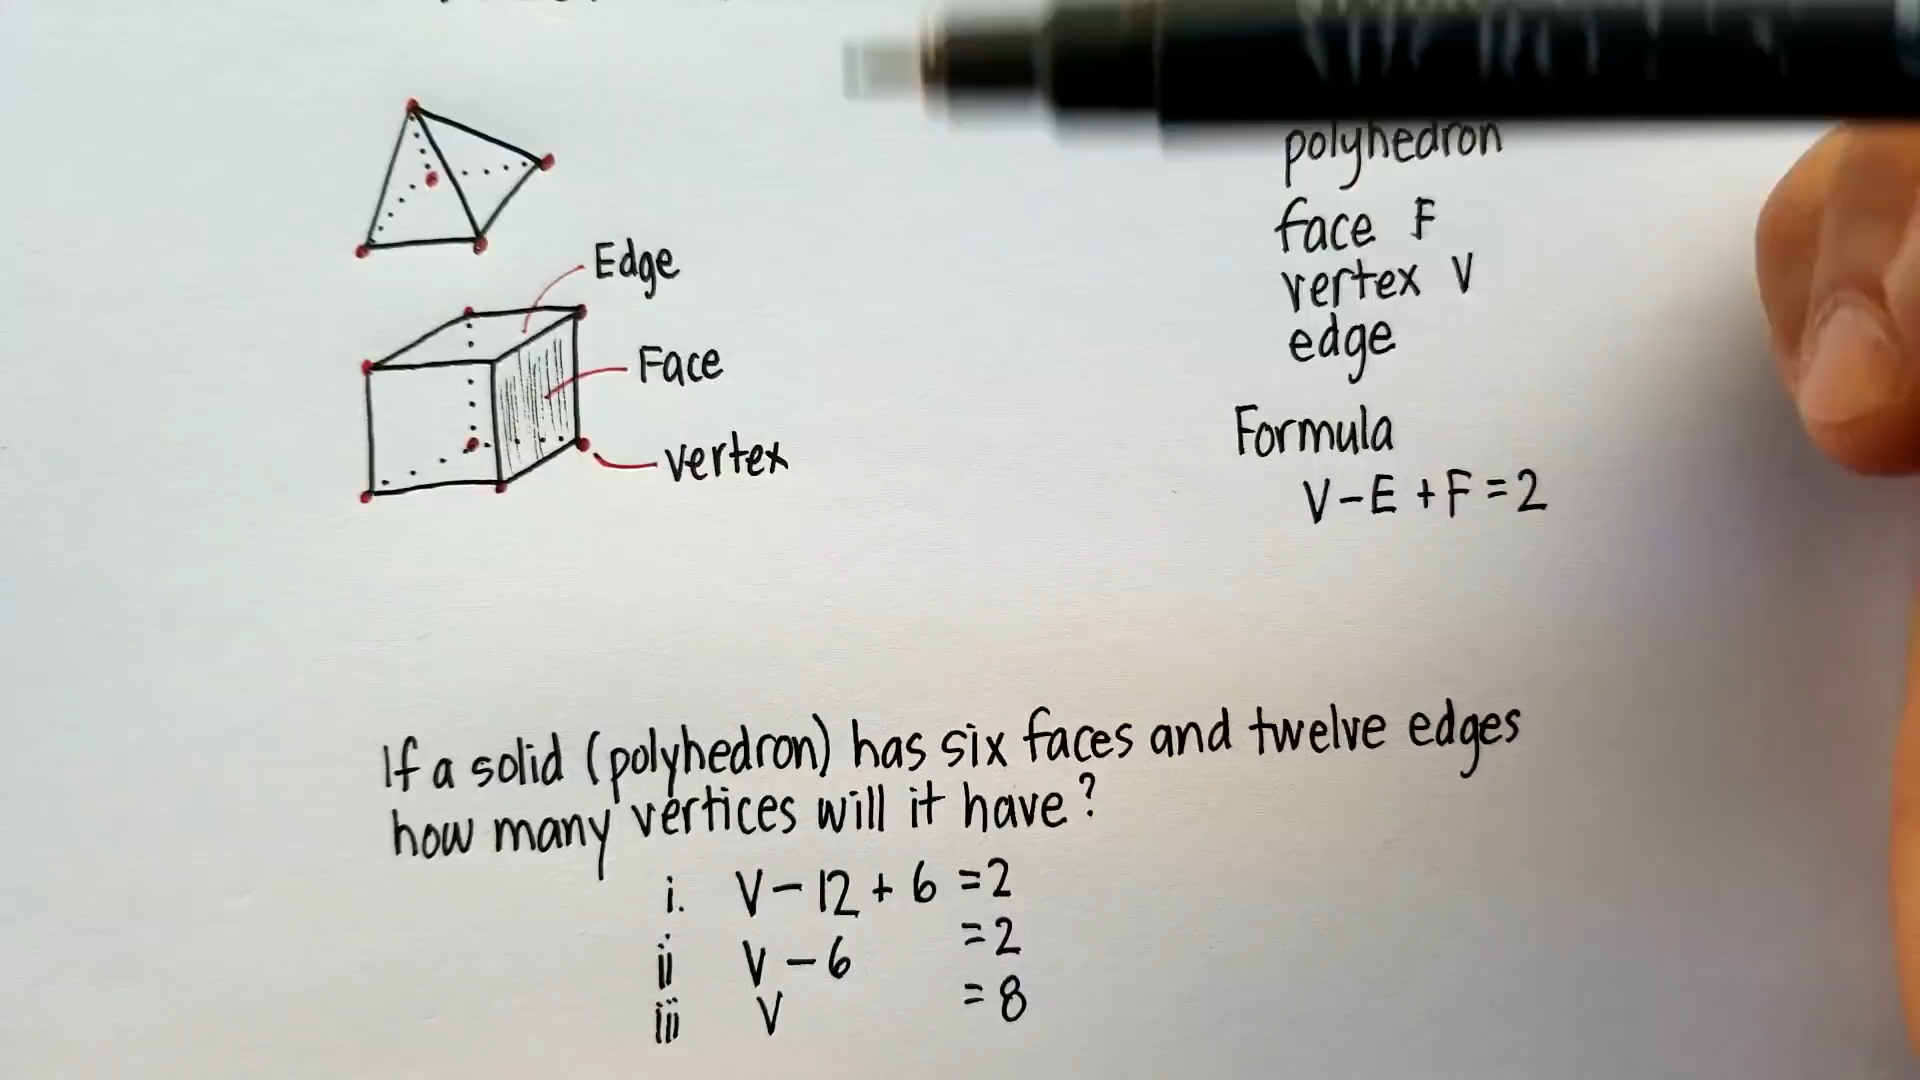 Edge
Face
vertex
polyhedron
face F
vertex V
edge
Formula
V-E+F=2
If a solid (polyhedron) has six faces and twelve edges
how many vertices will it have?
i. V-12+6=2
ii V-6 =2
iii V =8